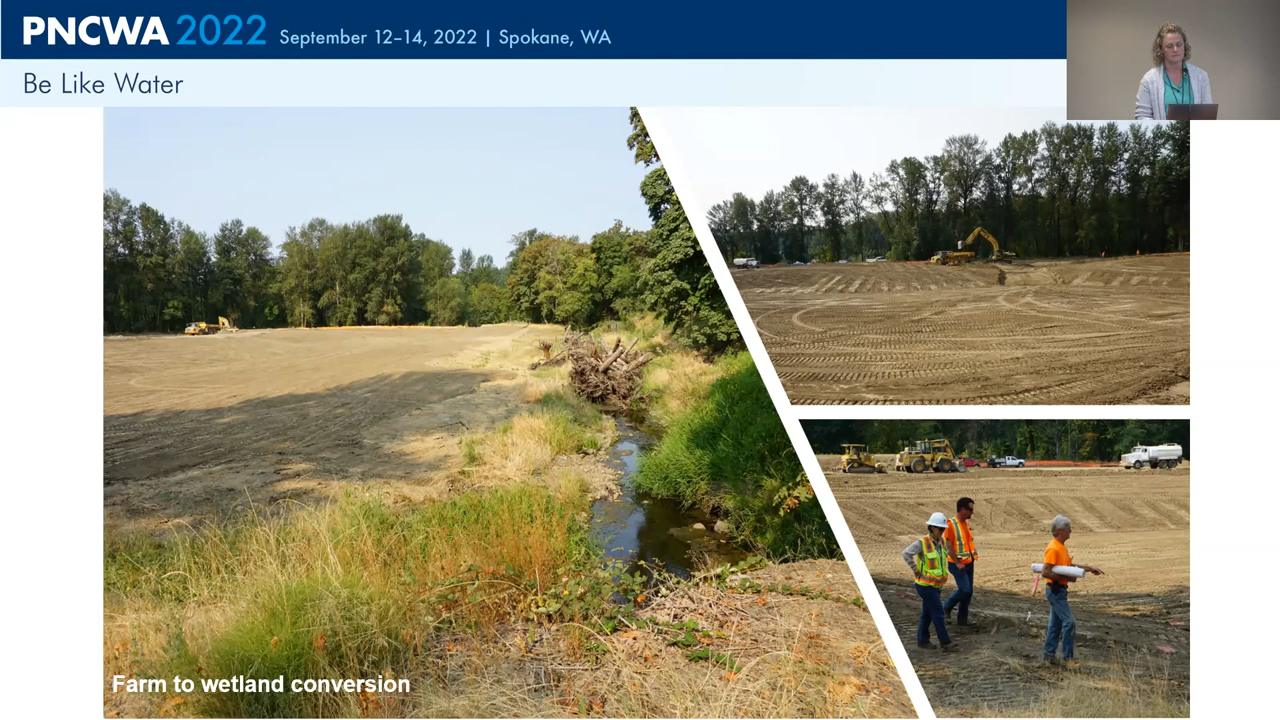 PNCWA 2022 September 12–14, 2022 | Spokane, WA
Be Like Water
Farm to wetland conversion